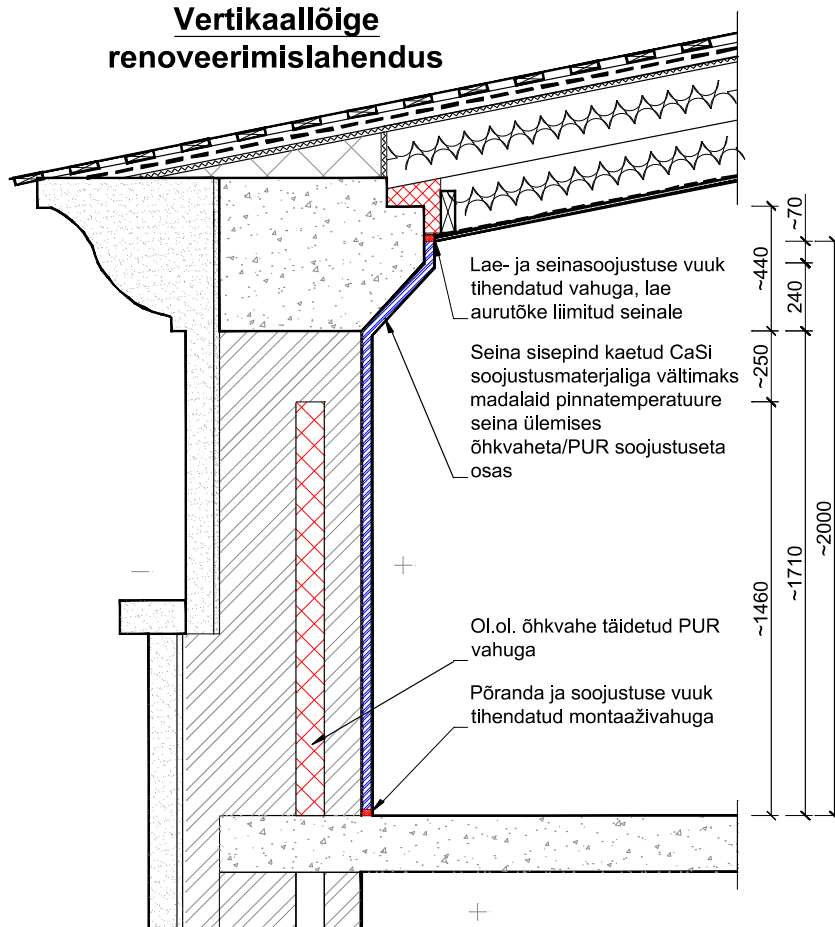 Vertikaallõige
renoveerimislahendus
Lae- ja seinasoojustuse vuuk
tihendatud vahuga, lae
aurutõke liimitud seinale
Seina sisepind kaetud CaSi
soojustusmaterjaliga vältimaks
madalaid pinnatemperatuure
seina ülemises
õhkvaheta/PUR soojustuseta
osas
Ol.ol. õhkvahe täidetud PUR
vahuga
Põranda ja soojustuse vuuk
tihendatud montaaživahuga
~440
~250
~1460
~70
240
~1710
~2000